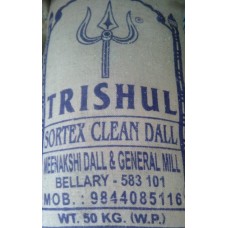 ®
TRISHUL
SORTEX CLEAN DALL
MEENAKSHI DALL & GENERAL MILL
BELLARY - 583 101
MOB. : 9844085116
WT. 50 KG. (W.P.)